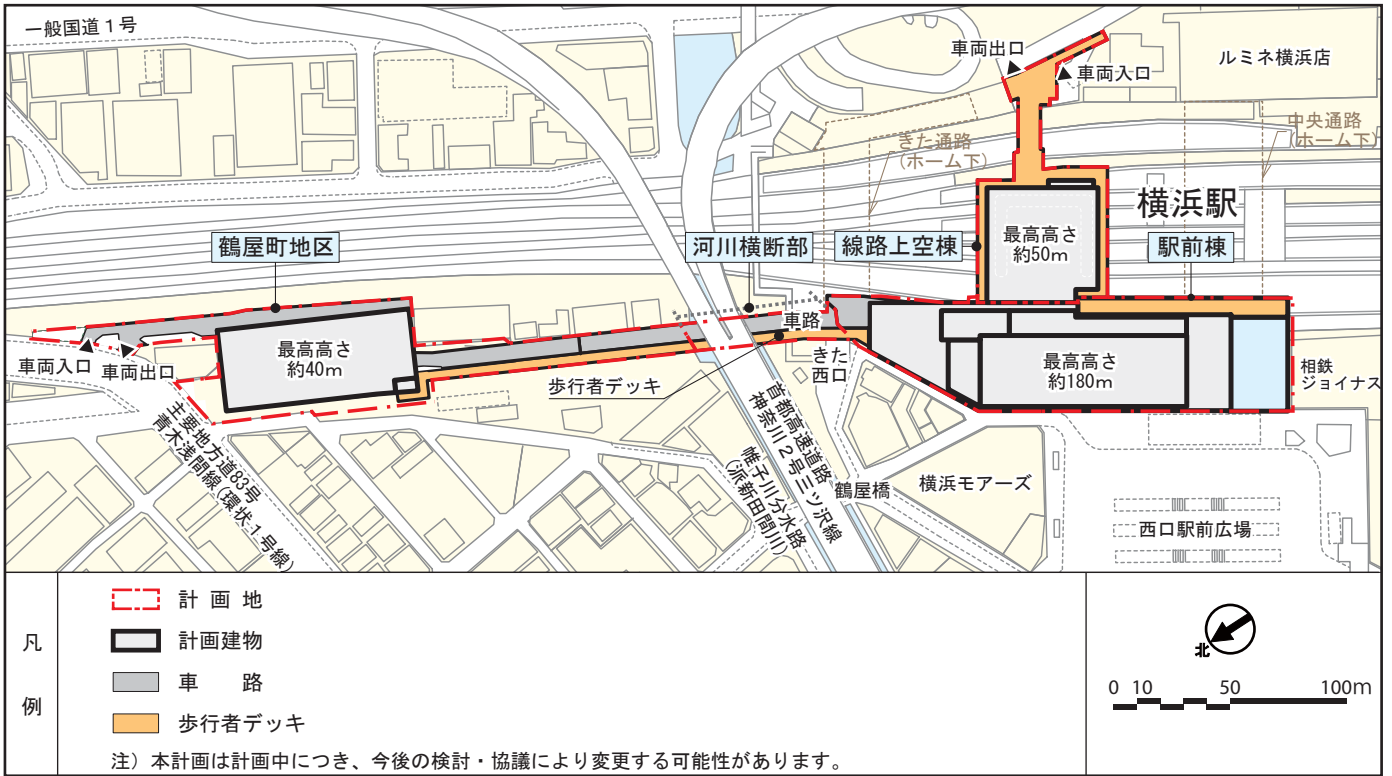 一般国道1号
車両出口
車両入口
ルミネ横浜店
きた通路
(ホーム下)
中央通路
(ホーム下)
横浜駅
鶴屋町地区
河川横断部
線路上空棟
駅前棟
最高高さ
約50m
車両入口
車両出口
最高高さ
約40m
車路
歩行者デッキ
きた
西口
最高高さ
約180m
相鉄
ジョイナス
主要地方道83号
青木浅間線(環状1号線)
首都高速道路
神奈川2号三ツ沢線
帷子川分水路
(派新田間川)
鶴屋橋
横浜モアーズ
西口駅前広場
凡
例
計画地
計画建物
車 路
歩行者デッキ
注）本計画は計画中につき、今後の検討・協議により変更する可能性があります。
北
0 10 50 100m